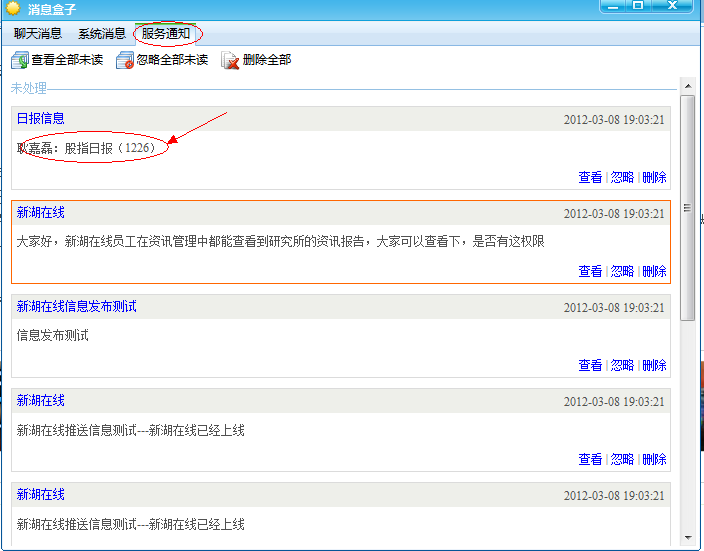 消息盒子
聊天消息 系统消息 服务通知
查看全部未读 忽略全部未读 删除全部
未处理
日报信息 2012-03-08 19:03:21
耿嘉磊：股指日报（1226）
查看 | 忽略 | 删除
新湖在线 2012-03-08 19:03:21
大家好，新湖在线员工在资讯管理中都能查看到研究所的资讯报告，大家可以查看下，是否有这权限
查看 | 忽略 | 删除
新湖在线信息发布测试 2012-03-08 19:03:21
信息发布测试
查看 | 忽略 | 删除
新湖在线 2012-03-08 19:03:21
新湖在线推送信息测试---新湖在线已经上线
查看 | 忽略 | 删除
新湖在线 2012-03-08 19:03:21
新湖在线推送信息测试---新湖在线已经上线